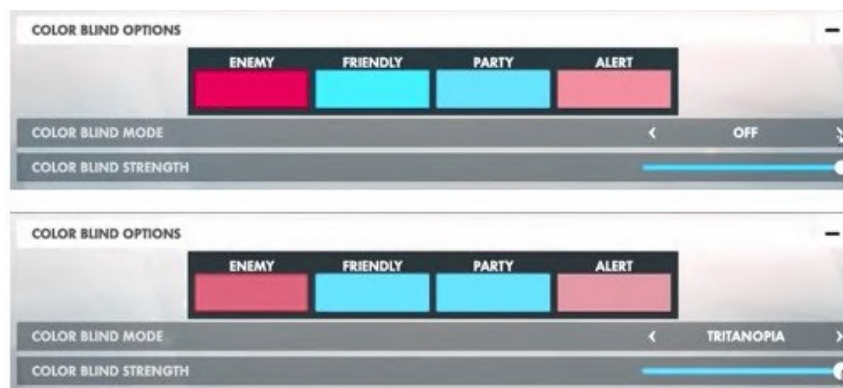 COLOR BLIND OPTIONS
ENEMY FRIENDLY PARTY ALERT
COLOR BLIND MODE OFF
COLOR BLIND STRENGTH
COLOR BLIND OPTIONS
ENEMY FRIENDLY PARTY ALERT
COLOR BLIND MODE TRITANOPIA
COLOR BLIND STRENGTH